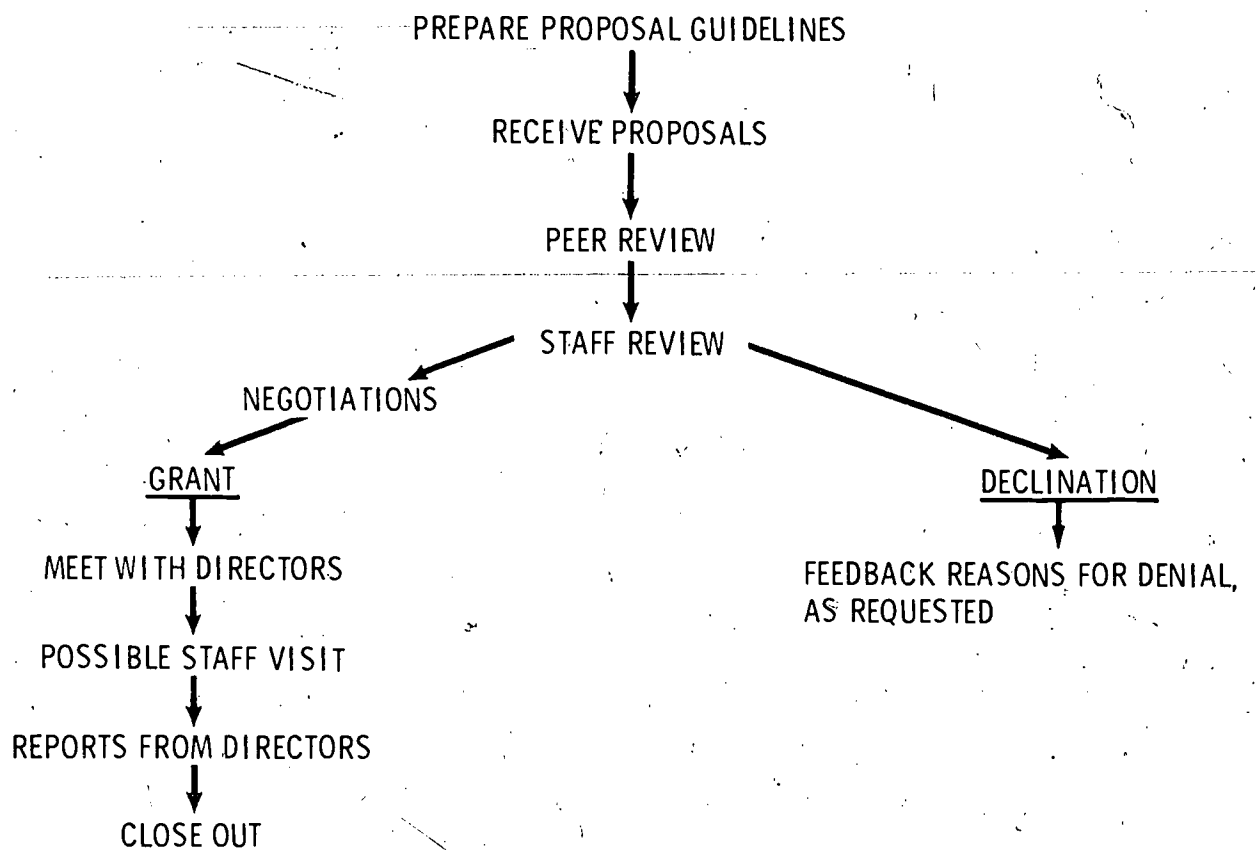 PREPARE PROPOSAL GUIDELINES
RECEIVE PROPOSALS
PEER REVIEW
STAFF REVIEW
NEGOTIATIONS
GRANT
DECLINATION
MEET WITH DIRECTORS
FEEDBACK REASONS FOR DENIAL,
AS REQUESTED
POSSIBLE STAFF VISIT
REPORTS FROM DIRECTORS
CLOSE OUT